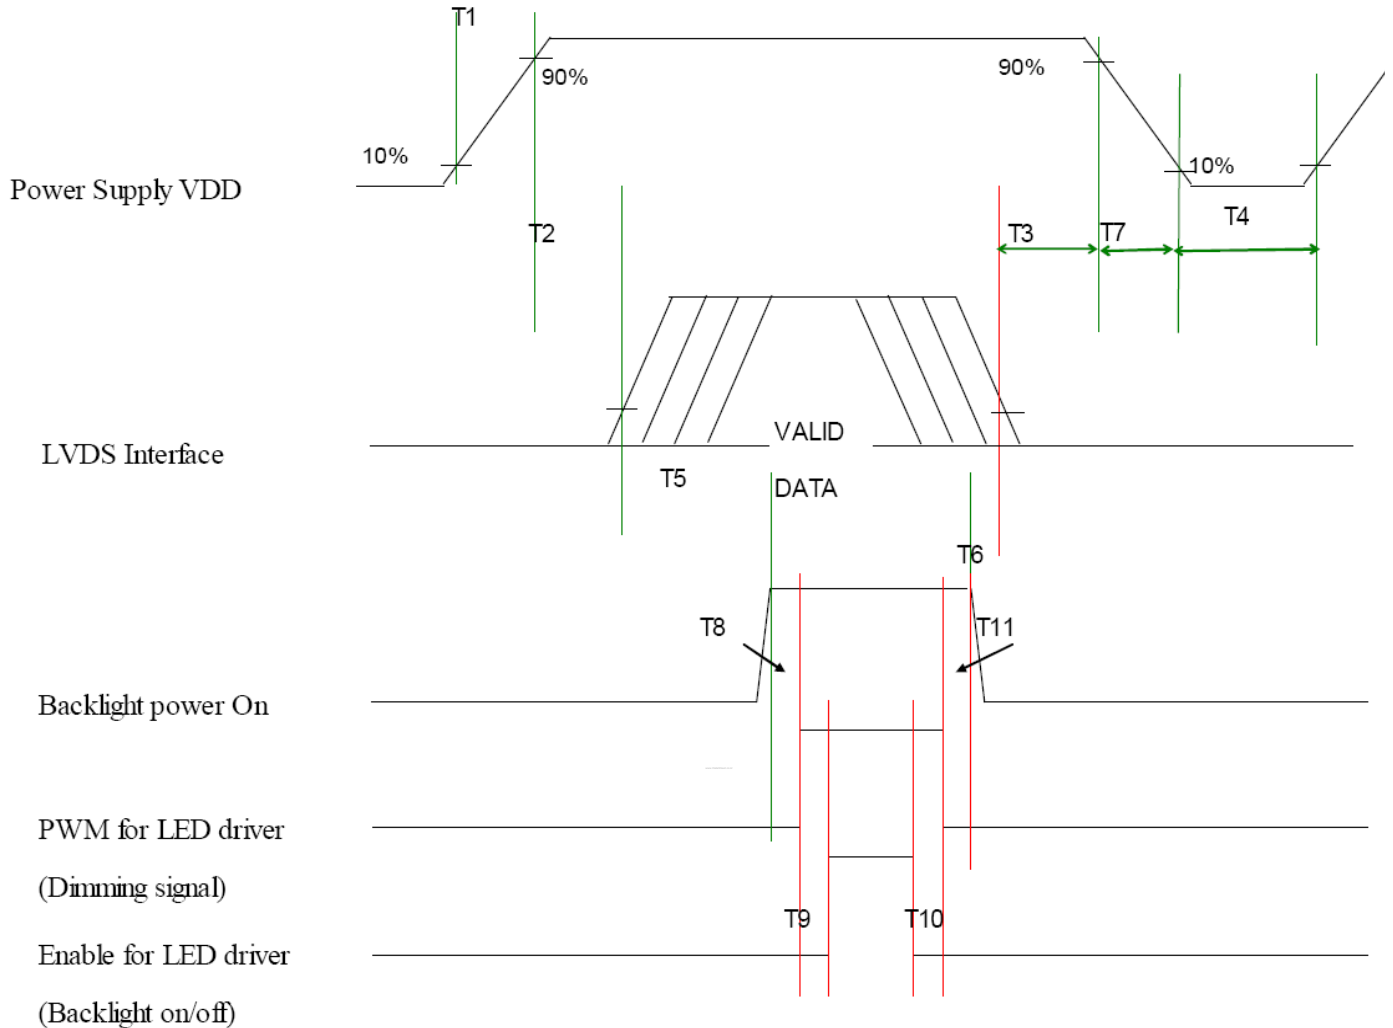 T1
90%
90%
10%
10%
Power Supply VDD
T2
T3
T7
T4
VALID
LVDS Interface
T5
DATA
T6
T8
T11
Backlight power On
PWM for LED driver
(Dimming signal)
T9
T10
Enable for LED driver
(Backlight on/off)